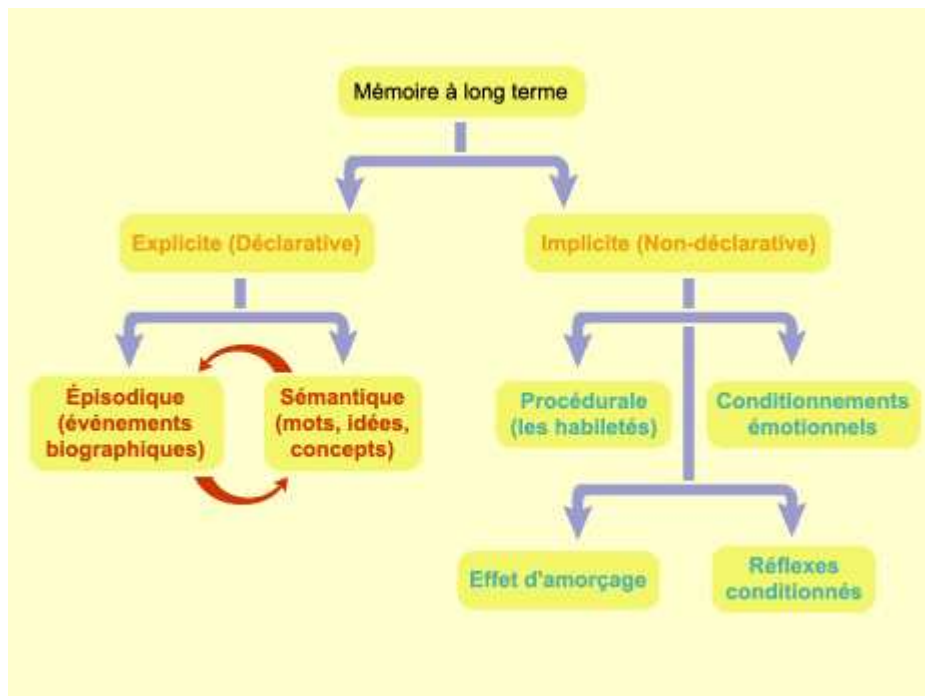 Mémoire à long terme
Explicite (Déclarative)
Implicite (Non-déclarative)
Épisodique
(événements
biographiques)
Sémantique
(mots, idées,
concepts)
Procédurale
(les habiletés)
Conditionnements
émotionnels
Effet d'amorçage
Réflexes
conditionnés